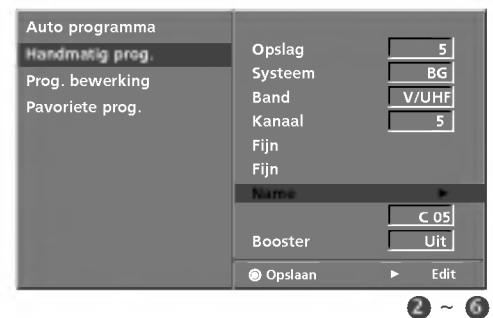 Auto programma
Handmatig prog.
Prog. bewerking
Pavoriete prog.
Opslag 5
Systeem BG
Band V/UHF
Kanaal 5
Fijn
Fijn
Name ►
C 05
Booster Uit
Opslaan ► Edit
2 ~ 6